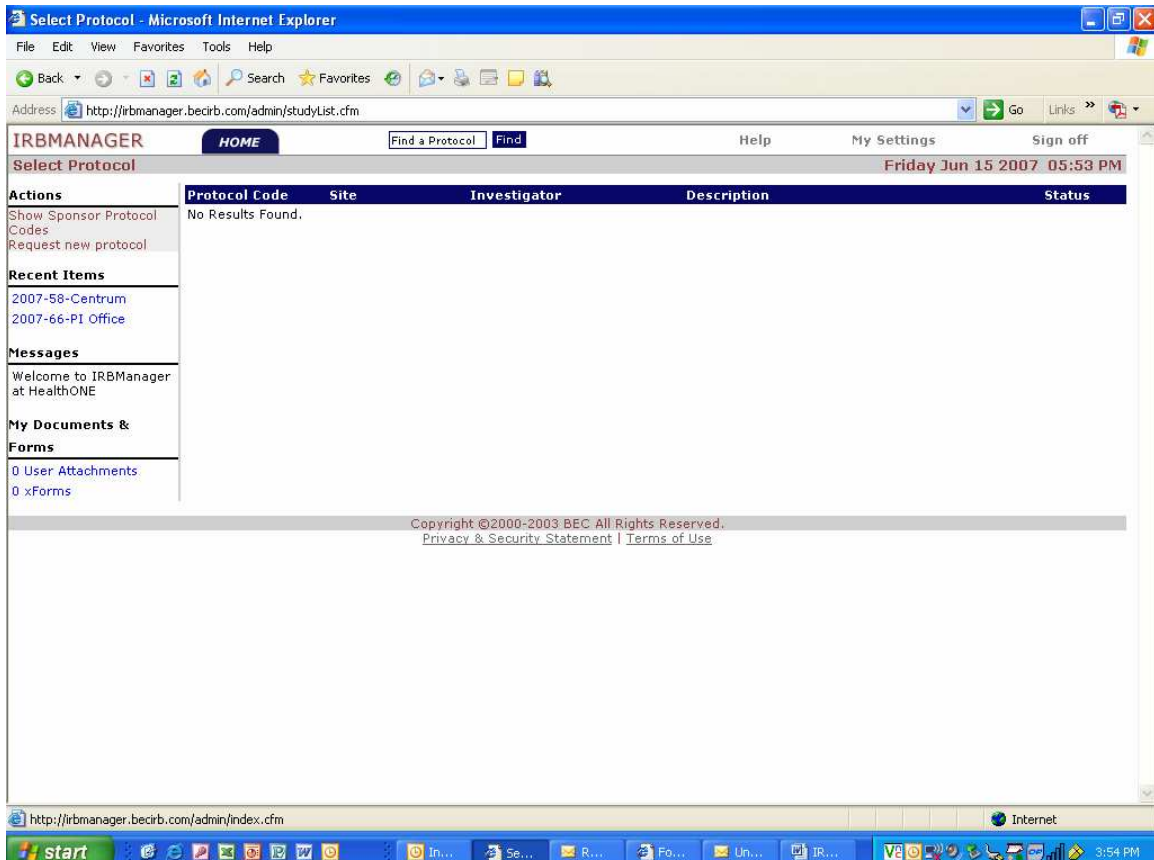 Select Protocol - Microsoft Internet Explorer
File Edit View Favorites Tools Help
Back Search Favorites
Address http://irbmanager.becirb.com/admin/studyList.cfm Go Links »
IRBMANAGER HOME Find a Protocol Find Help My Settings Sign off
Select Protocol Friday Jun 15 2007 05:53 PM
Actions
Show Sponsor Protocol
Codes
Request new protocol
Recent Items
2007-58-Centrum
2007-66-PI Office
Messages
Welcome to IRBManager
at HealthONE
My Documents &
Forms
0 User Attachments
0 xForms
Protocol Code Site Investigator Description Status
No Results Found.
Copyright ©2000-2003 BEC All Rights Reserved.
Privacy & Security Statement | Terms of Use
http://irbmanager.becirb.com/admin/index.cfm Internet
start In... Se... R... Fo... Un... IR... 3:54 PM